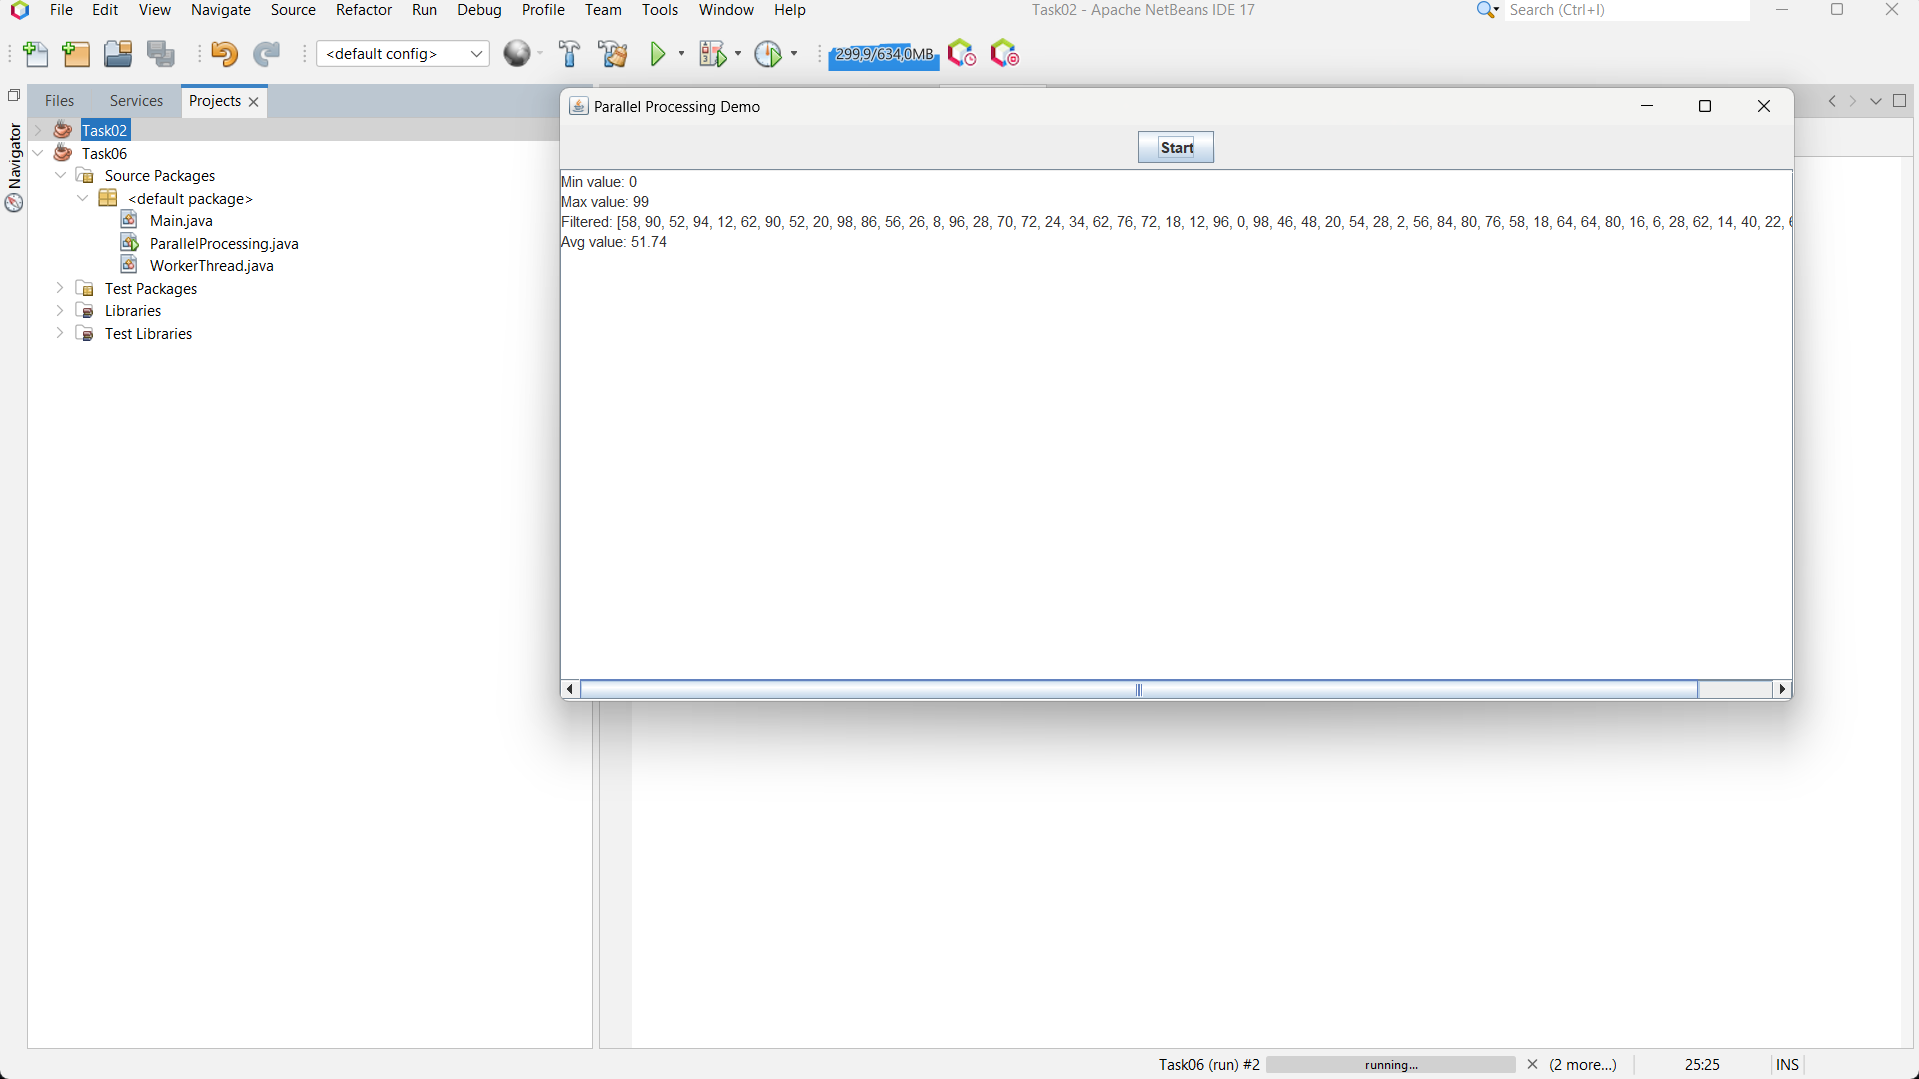 File Edit View Navigate Source Refactor Run Debug Profile Team Tools Window Help
Task02 - Apache NetBeans IDE 17
Search (Ctrl+I)
<default config>
299,9/634,0MB
Files Services Projects
Navigator
Task02
Task06
Source Packages
<default package>
Main.java
ParallelProcessing.java
WorkerThread.java
Test Packages
Libraries
Test Libraries
Parallel Processing Demo
Start
Min value: 0
Max value: 99
Filtered: [58, 90, 52, 94, 12, 62, 90, 52, 20, 98, 86, 56, 26, 8, 96, 28, 70, 72, 24, 34, 62, 76, 72, 18, 12, 96, 0, 98, 46, 48, 20, 54, 28, 2, 56, 84, 80, 76, 58, 18, 64, 64, 80, 16, 6, 28, 62, 14, 40, 22,
Avg value: 51.74
Task06 (run) #2 running... (2 more...) 25:25 INS